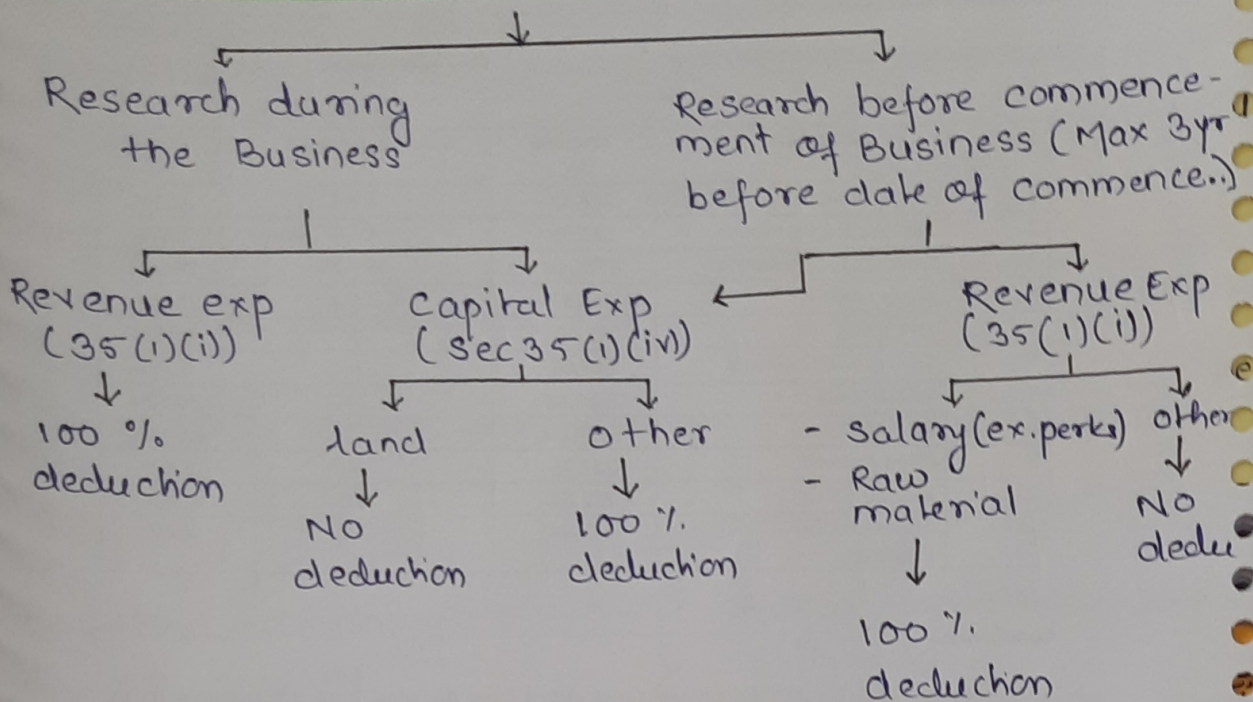 Research during
the Business
Research before commence-
ment of Business (Max 3yr
before date of commence..)
Revenue exp
(35(1)(i))
100 %
deduction
Capital Exp
(Sec 35(1)(iv))
land
NO
deduction
other
100 %.
deduction
Revenue Exp
(35(1)(i))
- Salary (ex. perks)
- Raw
material
100 %.
deduction
other
NO
dedu